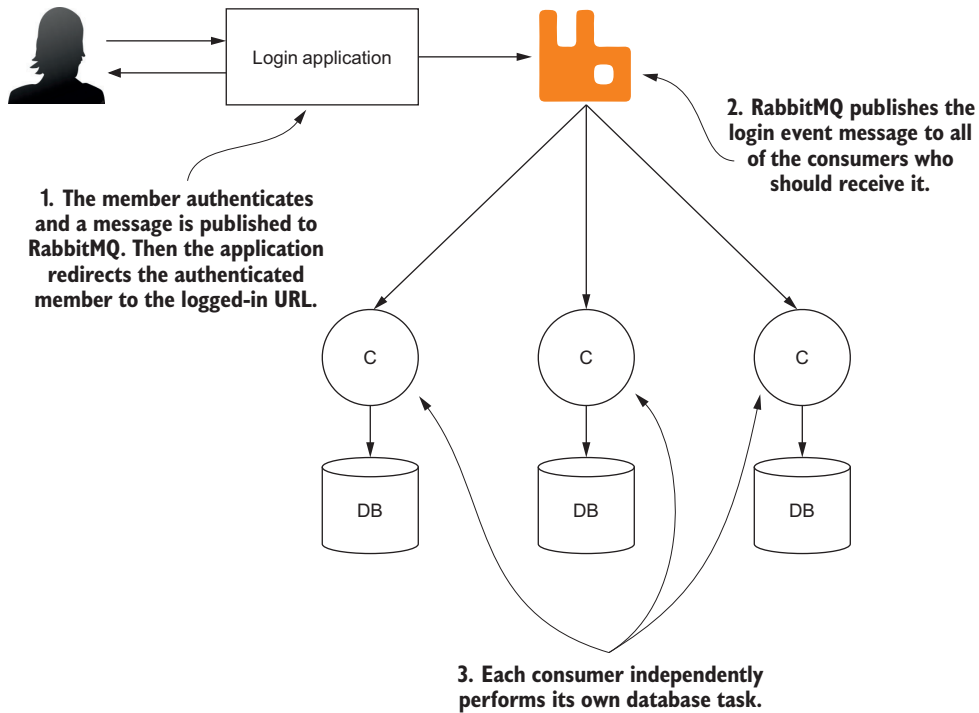 Login application
2. RabbitMQ publishes the
login event message to all
of the consumers who
should receive it.
1. The member authenticates
and a message is published to
RabbitMQ. Then the application
redirects the authenticated
member to the logged-in URL.
C
C
C
DB
DB
DB
3. Each consumer independently
performs its own database task.